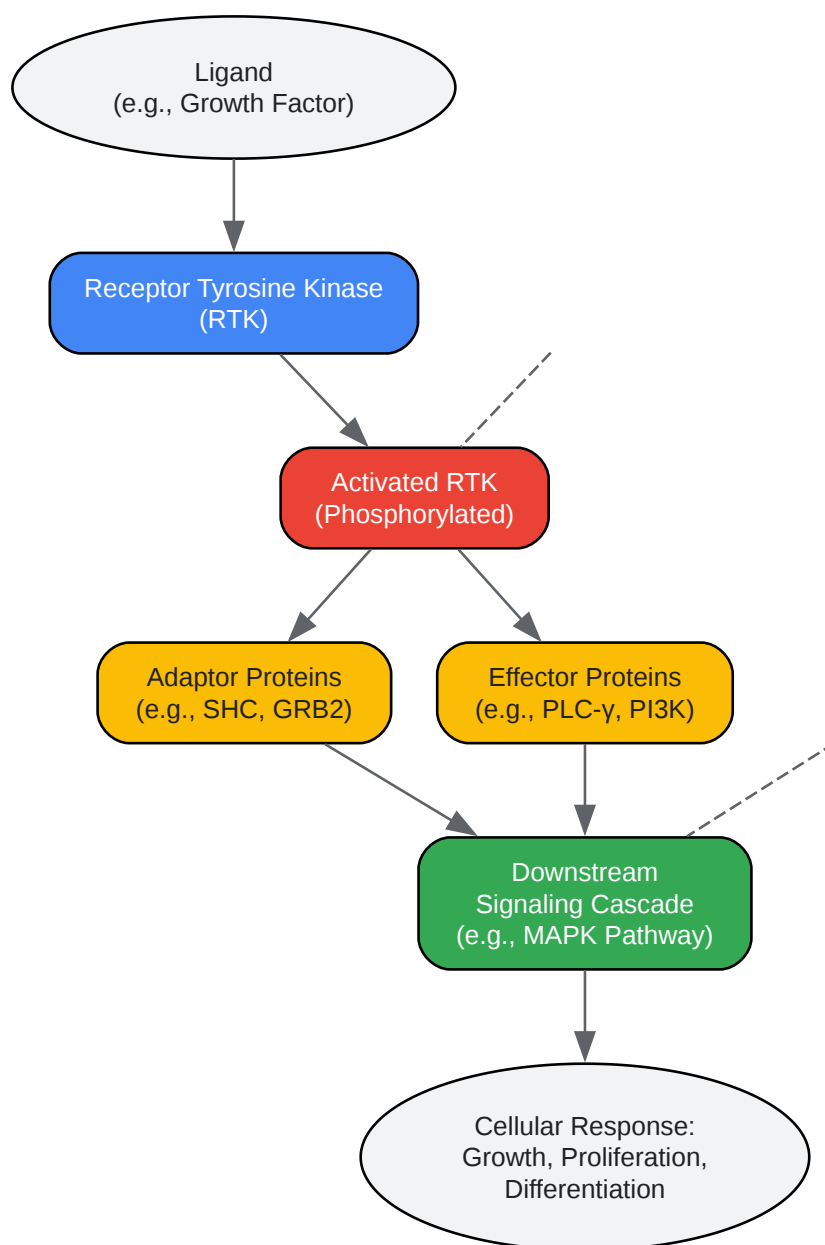 Ligand
(e.g., Growth Factor)
Receptor Tyrosine Kinase
(RTK)
Activated RTK
(Phosphorylated)
Adaptor Proteins
(e.g., SHC, GRB2)
Effector Proteins
(e.g., PLC-γ, PI3K)
Downstream
Signaling Cascade
(e.g., MAPK Pathway)
Cellular Response:
Growth, Proliferation,
Differentiation